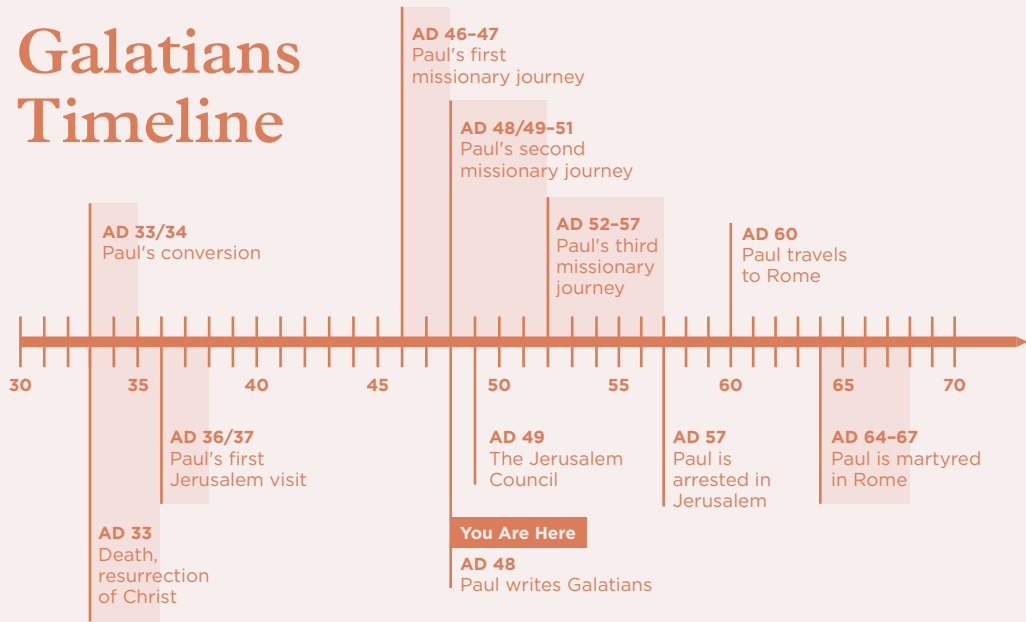 Galatians
Timeline
AD 46–47
Paul's first
missionary journey
AD 48/49–51
Paul's second
missionary journey
AD 33/34
Paul's conversion
AD 52–57
Paul's third
missionary
journey
AD 60
Paul travels
to Rome
30 35 40 45 50 55 60 65 70
AD 36/37
Paul's first
Jerusalem visit
AD 49
The Jerusalem
Council
AD 57
Paul is
arrested in
Jerusalem
AD 64–67
Paul is martyred
in Rome
AD 33
Death,
resurrection
of Christ
You Are Here
AD 48
Paul writes Galatians